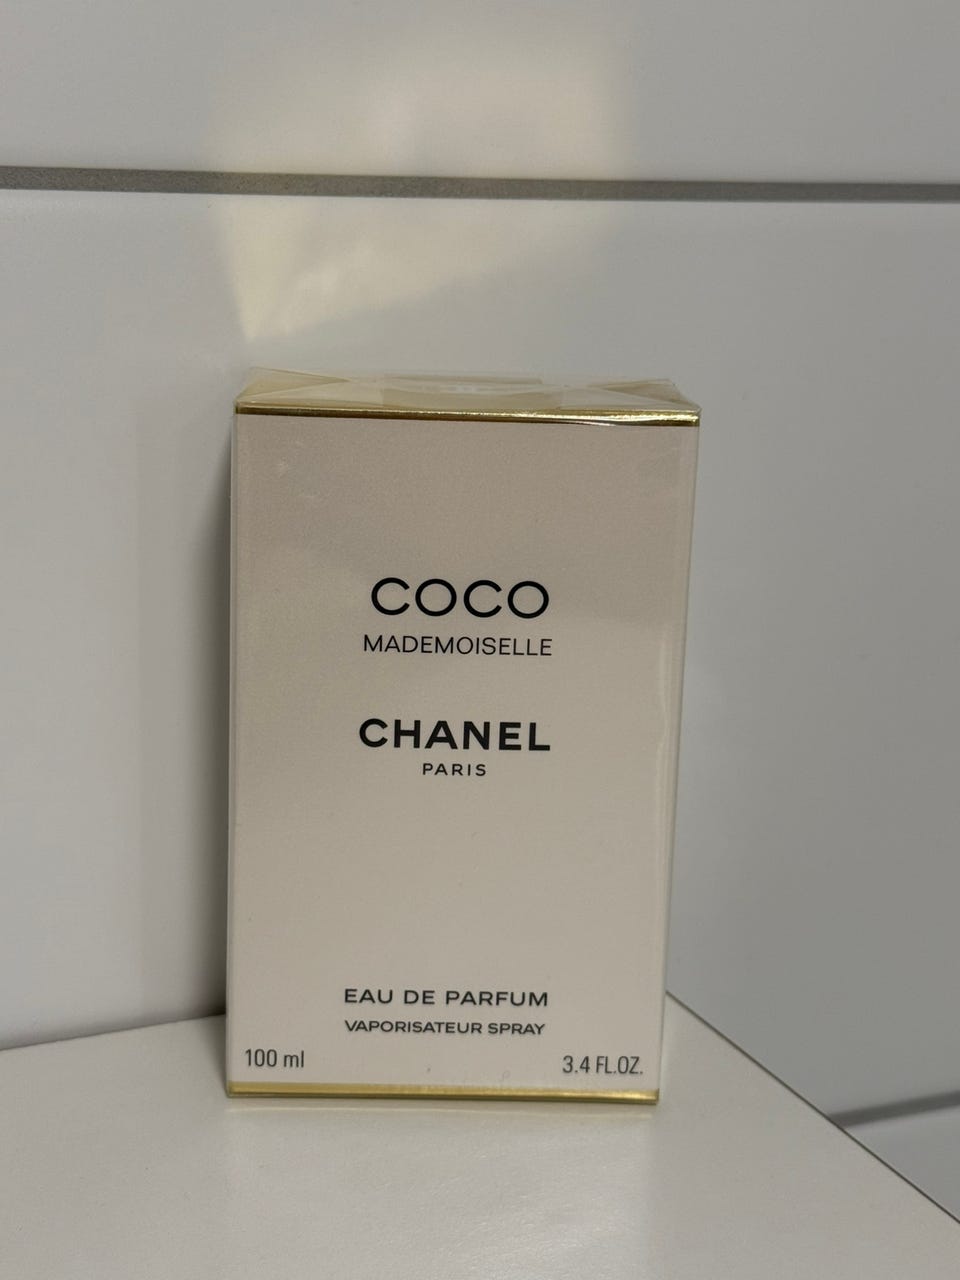 COCO
MADEMOISELLE
CHANEL
PARIS
EAU DE PARFUM
VAPORISATEUR SPRAY
100 ml 3.4 FL.OZ.